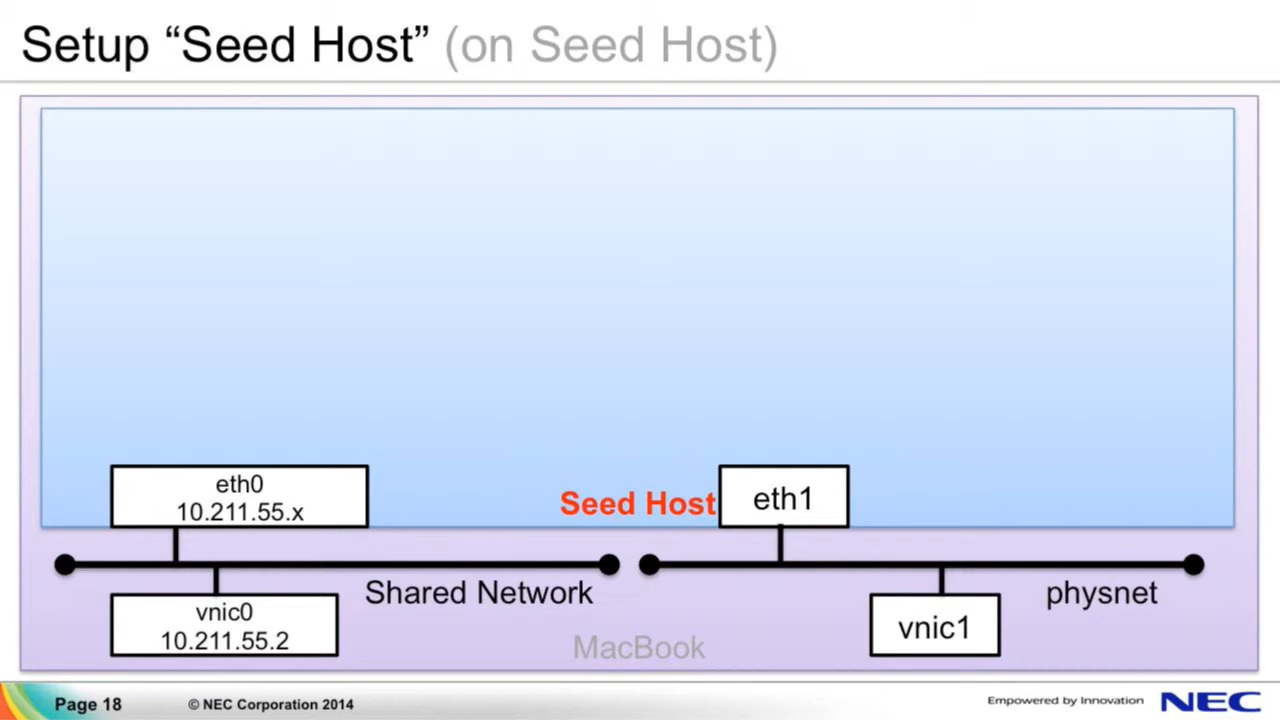 Setup “Seed Host” (on Seed Host)
eth0
10.211.55.x
Seed Host
eth1
Shared Network
physnet
vnic0
10.211.55.2
vnic1
MacBook
Page 18
© NEC Corporation 2014
Empowered by Innovation
NEC